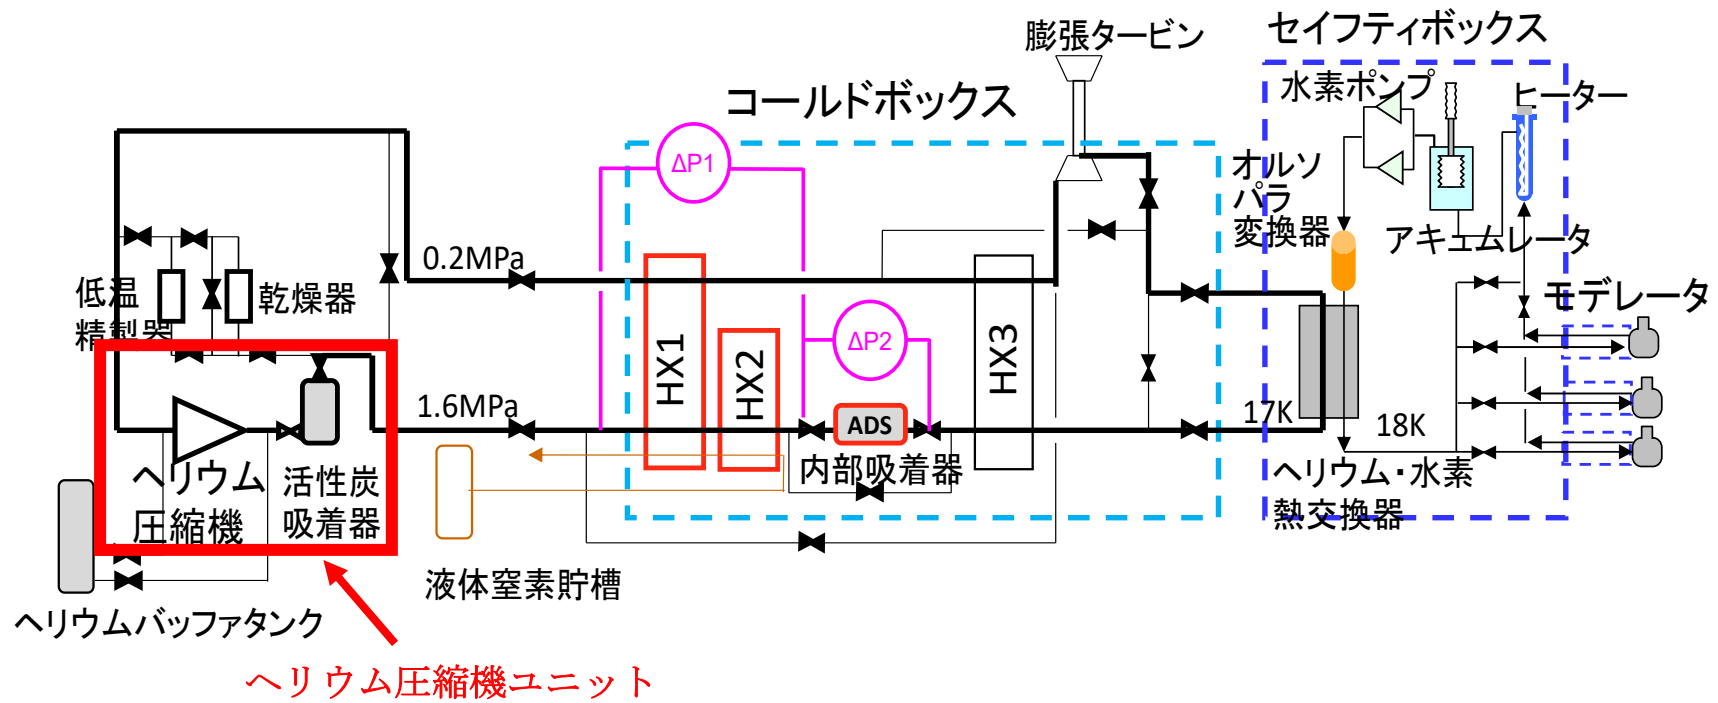 膨張タービン
セイフティボックス
水素ポンプ
ヒーター
コールドボックス
ΔP1
オルソ
パラ
変換器
アキュムレータ
0.2MPa
低温
精製器
乾燥器
モデレータ
HX1
HX2
ΔP2
HX3
1.6MPa
ADS
17K
18K
内部吸着器
ヘリウム
圧縮機
活性炭
吸着器
ヘリウム・水素
熱交換器
液体窒素貯槽
ヘリウムバッファタンク
ヘリウム圧縮機ユニット